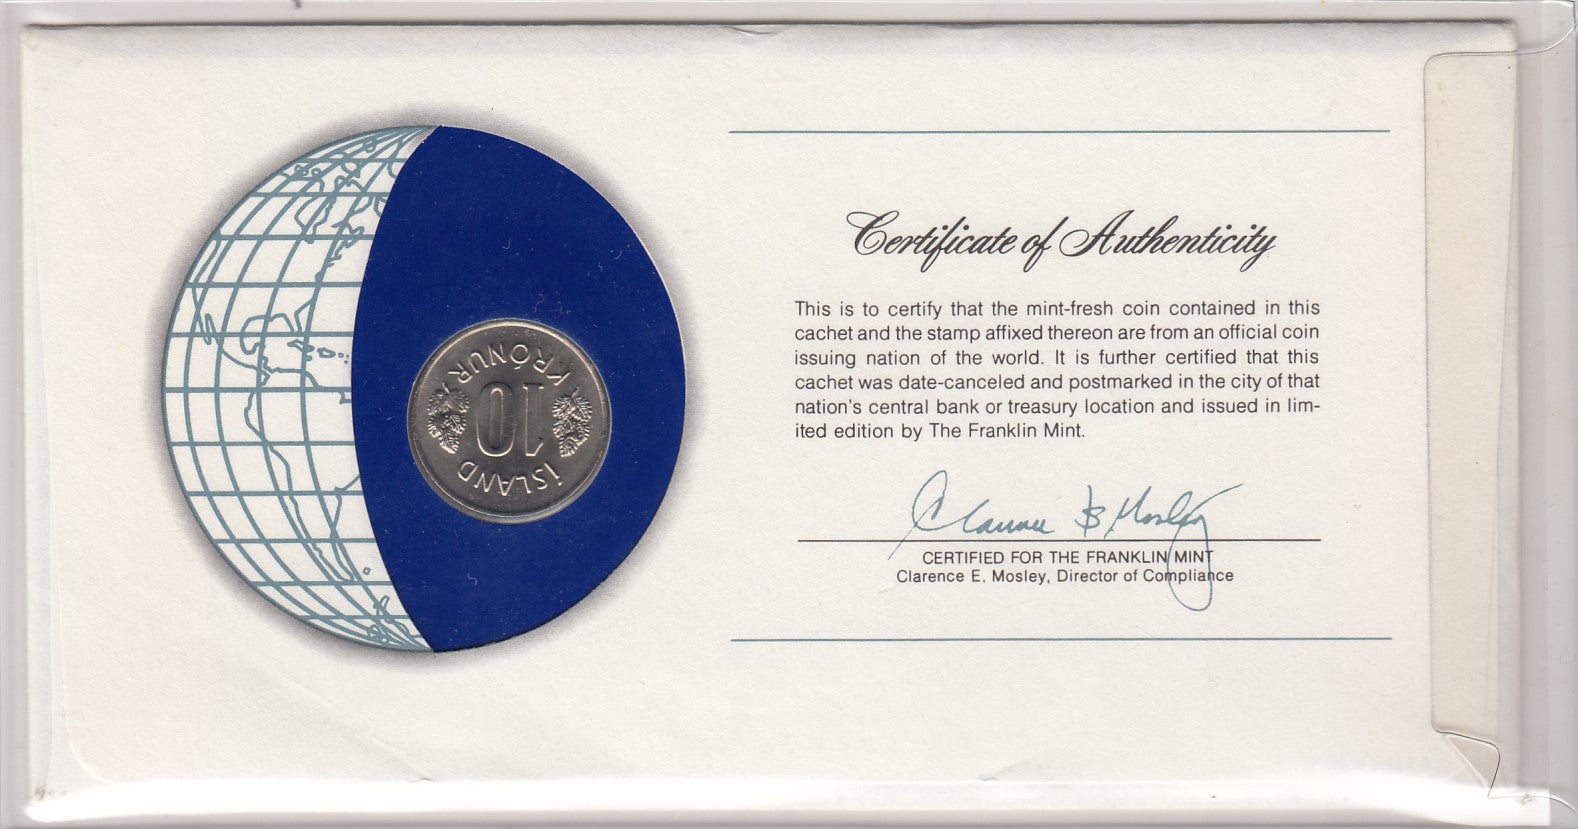 Certificate of Authenticity
This is to certify that the mint-fresh coin contained in this
cachet and the stamp affixed thereon are from an official coin
issuing nation of the world. It is further certified that this
cachet was date-canceled and postmarked in the city of that
nation's central bank or treasury location and issued in lim-
ited edition by The Franklin Mint.
Clarence E Mosley
CERTIFIED FOR THE FRANKLIN MINT
Clarence E. Mosley, Director of Compliance
ÍSLAND
10
KRÓNUR